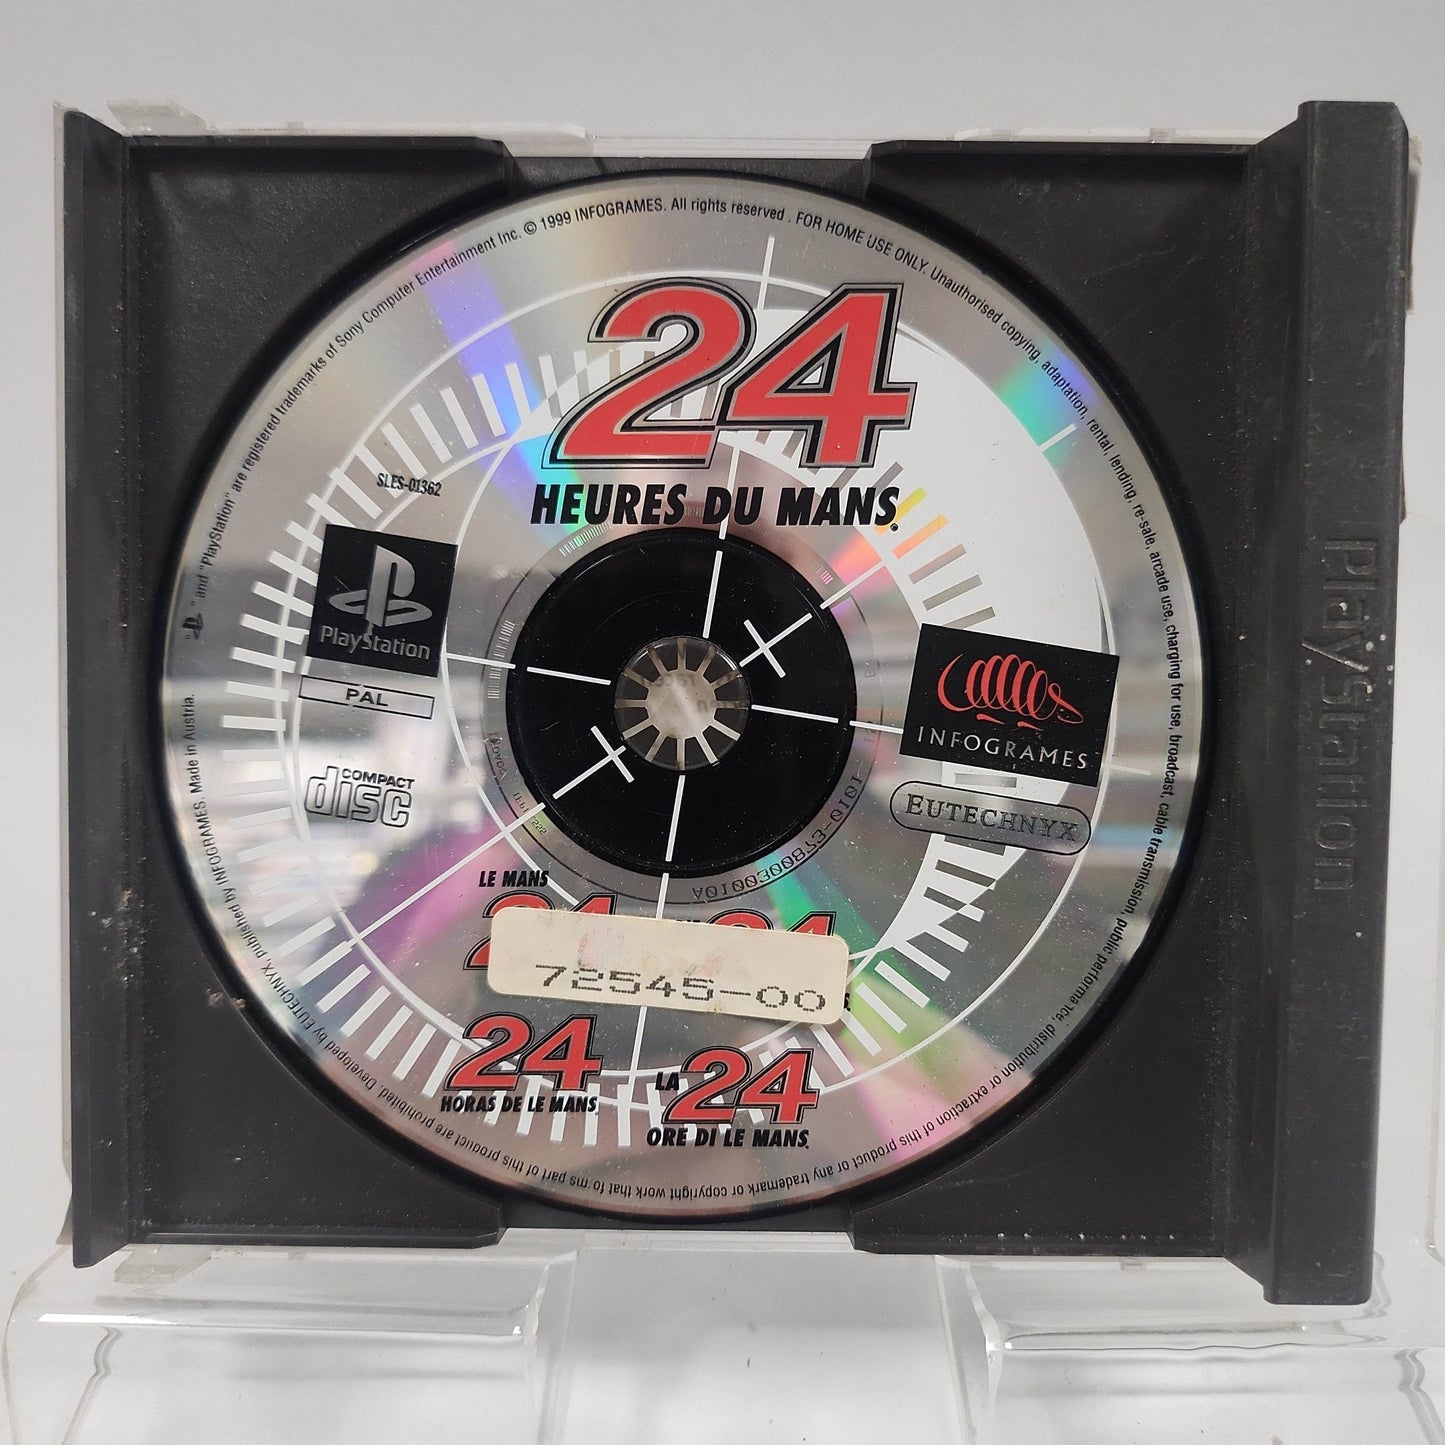 " and "PlayStation" are registered trademarks of Sony Computer Entertainment Inc. © 1999 INFOGRAMES. All rights reserved . FOR HOME USE ONLY. Unauthorised copying, adaptation, rental, lending, re-sale, arcade use, charging for use, broadcast, cable transmission, public performance, distribution or extraction of this product or any trademark or copyright work that forms part of this product are prohibited. Developed by EUTECHNYX, published by INFOGRAMES. Made in Austria.
24
HEURES DU MANS
SLES-01362
PlayStation
PAL
COMPACT
disc
INFOGRAMES
EUTECHNYX
A0100300873-0101
LE MANS
24
24
72545-00
24
HORAS DE LE MANS
LA 24
ORE DI LE MANS
PlayStation